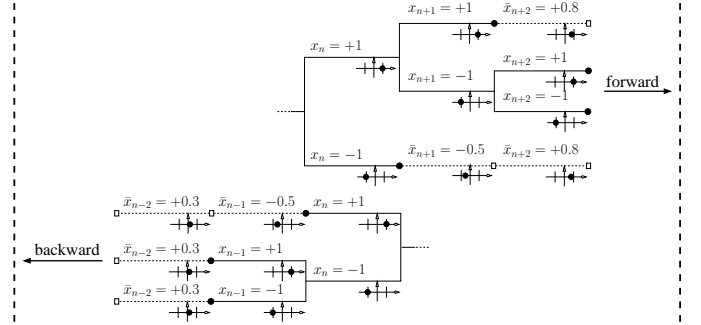 x_{n+1} = +1 x̄_{n+2} = +0.8
x_n = +1 x_{n+2} = +1
x_{n+1} = −1 forward
x_{n+2} = −1
x_n = −1 x̄_{n+1} = −0.5 x̄_{n+2} = +0.8
x̄_{n−2} = +0.3 x̄_{n−1} = −0.5 x_n = +1
backward x̄_{n−2} = +0.3 x_{n−1} = +1
x_n = −1
x̄_{n−2} = +0.3 x_{n−1} = −1